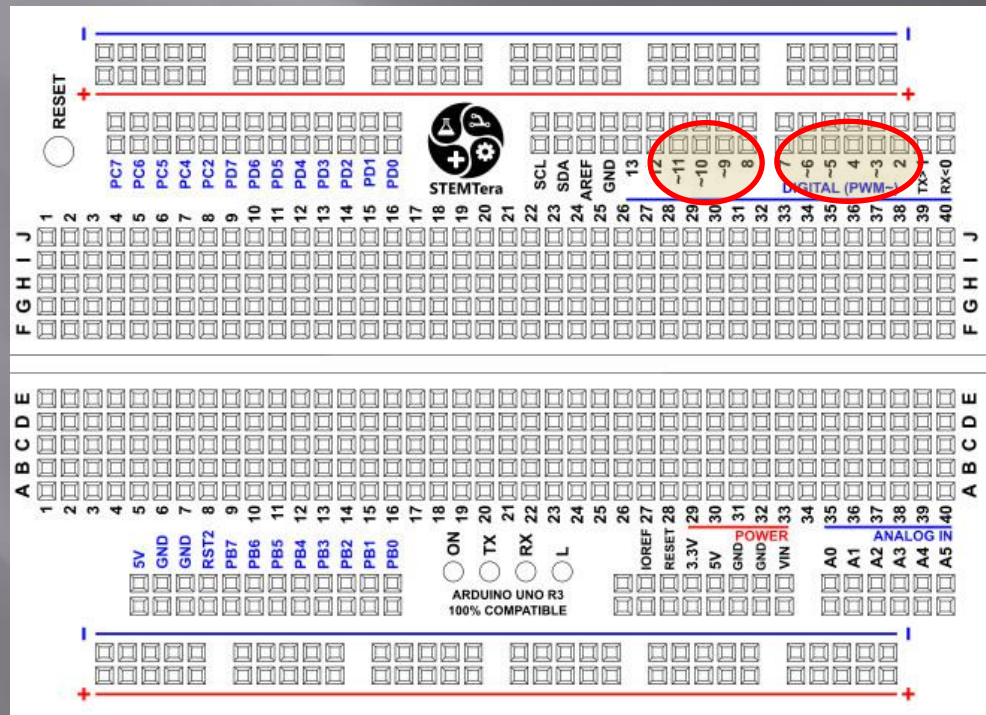 - -
+ +
RESET
PC7 PC6 PC5 PC4 PC2 PD7 PD6 PD5 PD4 PD3 PD2 PD1 PD0
STEMTera
SCL SDA AREF GND 13 12 ~11 ~10 ~9 8 7 ~6 ~5 4 ~3 2 TX>1 RX<0
DIGITAL (PWM~)
1 2 3 4 5 6 7 8 9 10 11 12 13 14 15 16 17 18 19 20 21 22 23 24 25 26 27 28 29 30 31 32 33 34 35 36 37 38 39 40
J J
I I
H H
G G
F F
E E
D D
C C
B B
A A
1 2 3 4 5 6 7 8 9 10 11 12 13 14 15 16 17 18 19 20 21 22 23 24 25 26 27 28 29 30 31 32 33 34 35 36 37 38 39 40
POWER
ANALOG IN
5V GND GND RST2 PB7 PB6 PB5 PB4 PB3 PB2 PB1 PB0
ON TX RX L
IOREF RESET 3.3V 5V GND GND VIN
A0 A1 A2 A3 A4 A5
ARDUINO UNO R3
100% COMPATIBLE
- -
+ +